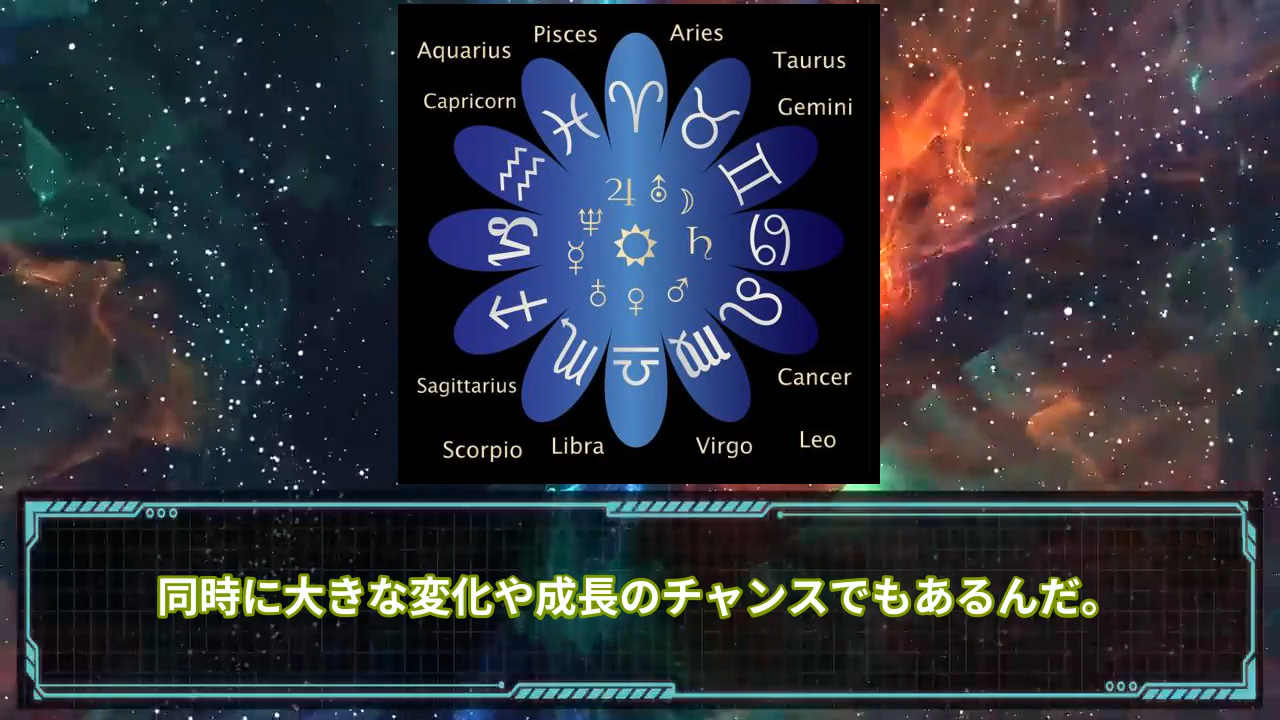 Pisces
Aries
Aquarius
Taurus
Capricorn
Gemini
Sagittarius
Cancer
Scorpio
Libra
Virgo
Leo
同時に大きな変化や成長のチャンスでもあるんだ。